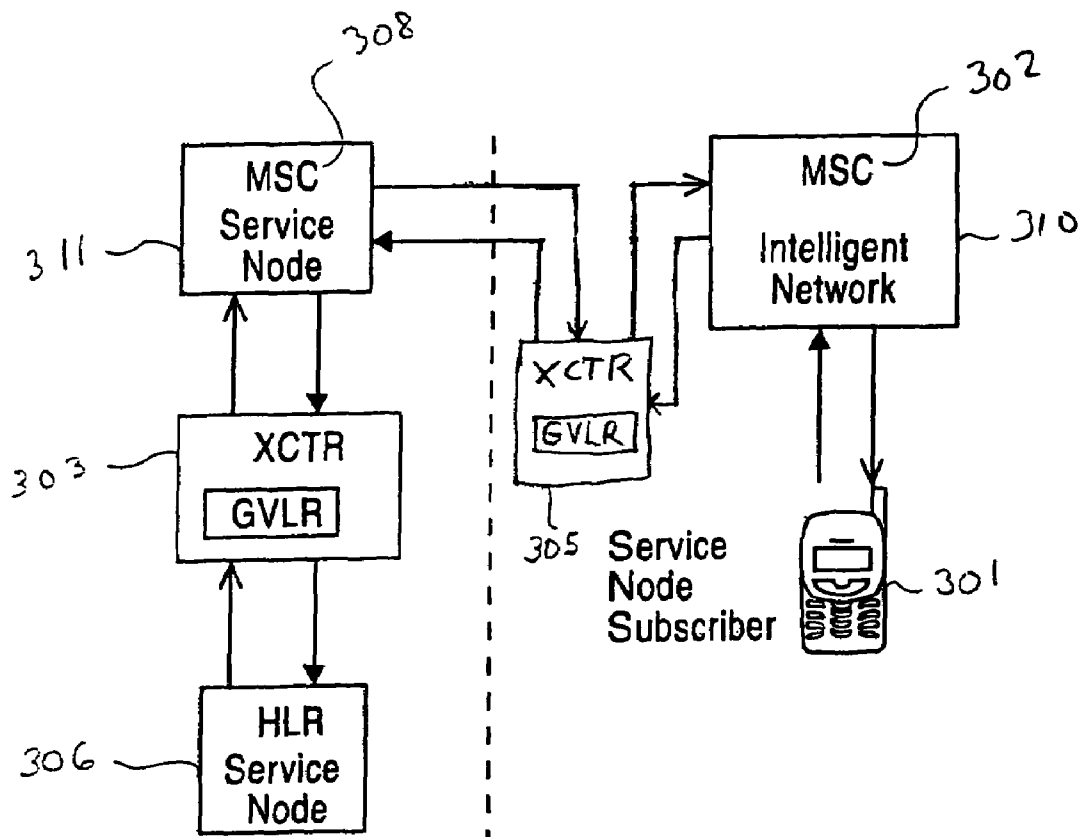 308
302
MSC
Service
Node
311
MSC
Intelligent
Network
310
XCTR
GVLR
305
XCTR
GVLR
303
Service
Node
Subscriber
301
HLR
Service
Node
306